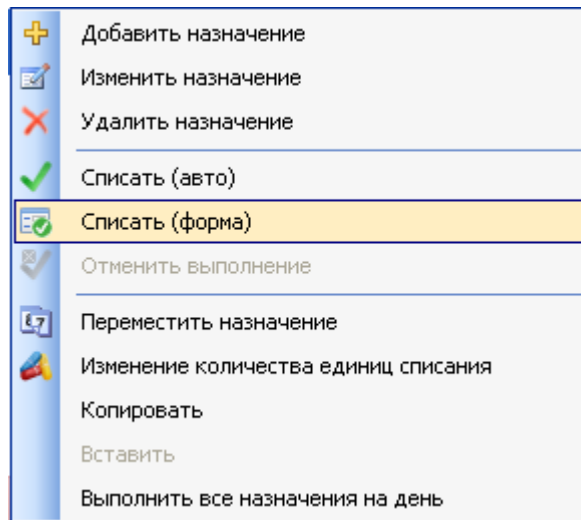 Добавить назначение
Изменить назначение
Удалить назначение
Списать (авто)
Списать (форма)
Отменить выполнение
Переместить назначение
Изменение количества единиц списания
Копировать
Вставить
Выполнить все назначения на день